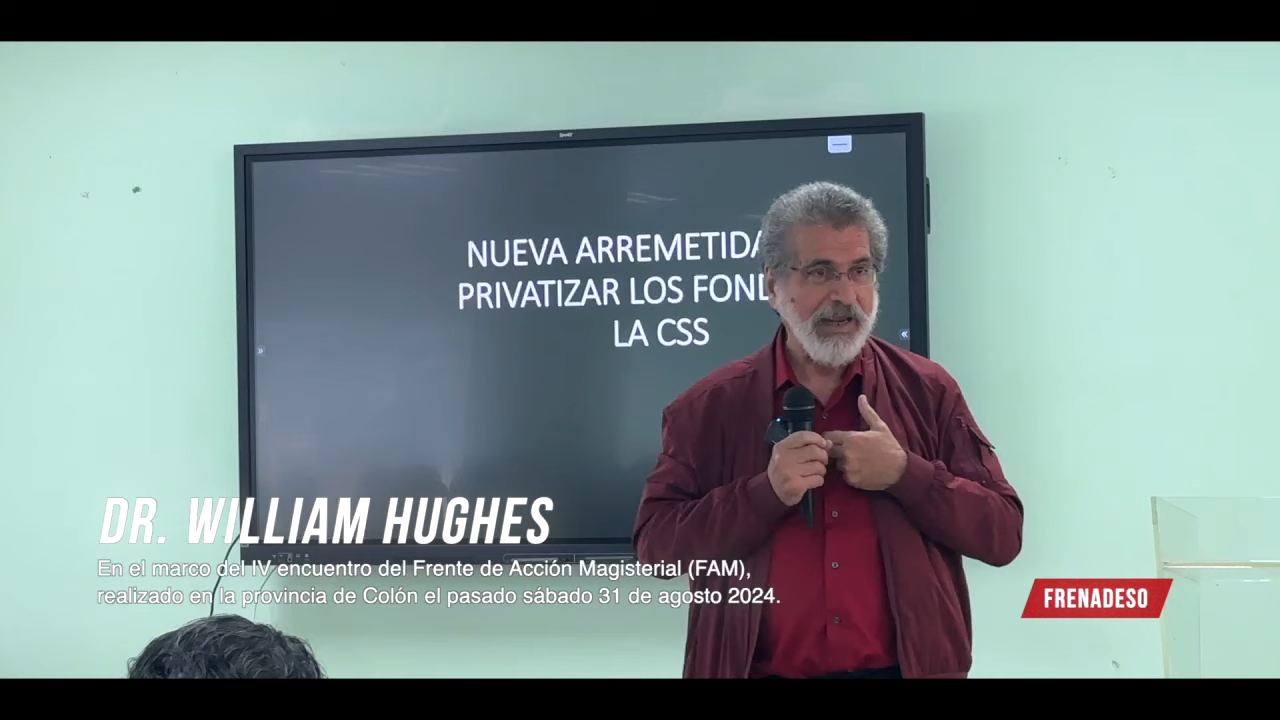 NUEVA ARREMETIDA
PRIVATIZAR LOS FOND
LA CSS
DR. WILLIAM HUGHES
En el marco del IV encuentro del Frente de Acción Magisterial (FAM),
realizado en la provincia de Colón el pasado sábado 31 de agosto 2024.
FRENADESO